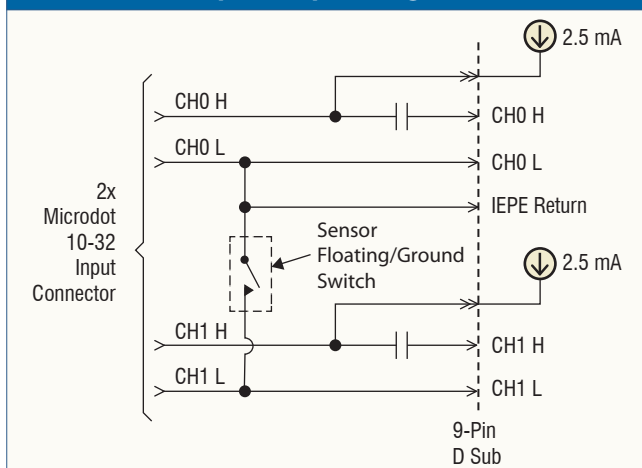 2.5 mA
CH0 H
CH0 H
CH0 L
CH0 L
IEPE Return
2x
Microdot
10-32
Input
Connector
Sensor
Floating/Ground
Switch
2.5 mA
CH1 H
CH1 H
CH1 L
CH1 L
9-Pin
D Sub